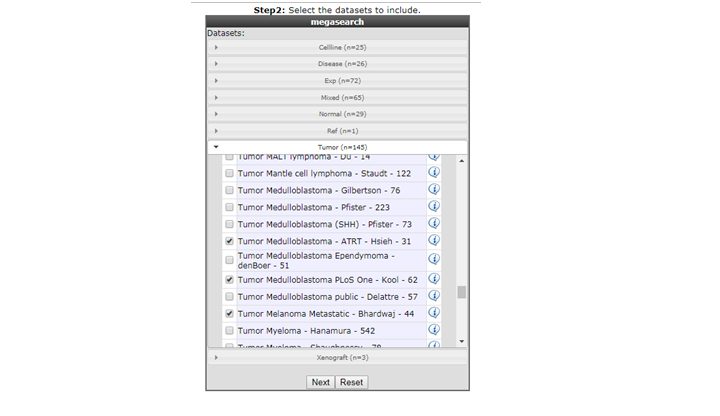 Step2: Select the datasets to include.
megasearch
Datasets:
Cellline (n=25)
Disease (n=26)
Exp (n=72)
Mixed (n=65)
Normal (n=29)
Ref (n=1)
Tumor (n=145)
Tumor MALT lymphoma - Du - 14
Tumor Mantle cell lymphoma - Staudt - 122
Tumor Medulloblastoma - Gilbertson - 76
Tumor Medulloblastoma - Pfister - 223
Tumor Medulloblastoma (SHH) - Pfister - 73
Tumor Medulloblastoma - ATRT - Hsieh - 31
Tumor Medulloblastoma Ependymoma -
denBoer - 51
Tumor Medulloblastoma PLoS One - Kool - 62
Tumor Medulloblastoma public - Delattre - 57
Tumor Melanoma Metastatic - Bhardwaj - 44
Tumor Myeloma - Hanamura - 542
Tumor Myeloma - Shaughnessy - 78
Xenograft (n=3)
Next Reset